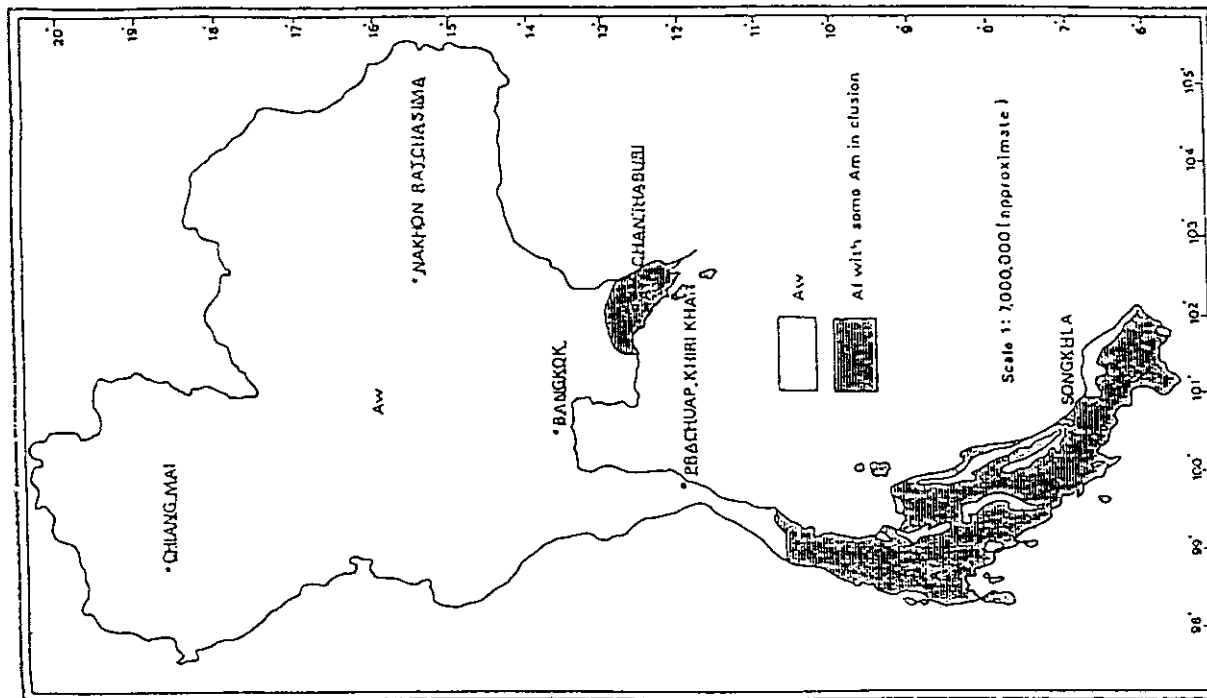 20°
19°
18°
17°
16°
15°
14°
13°
12°
11°
10°
9°
8°
7°
6°
CHIANG MAI
Aw
NAKHON RATCHASIMA
BANGKOK
CHANTHABURI
PRACHUAP KHIRI KHAN
SONGKHLA
Aw
Af with some Am in clusion
Scale 1: 7,000,000 (approximate)
98°
99°
100°
101°
102°
103°
104°
105°